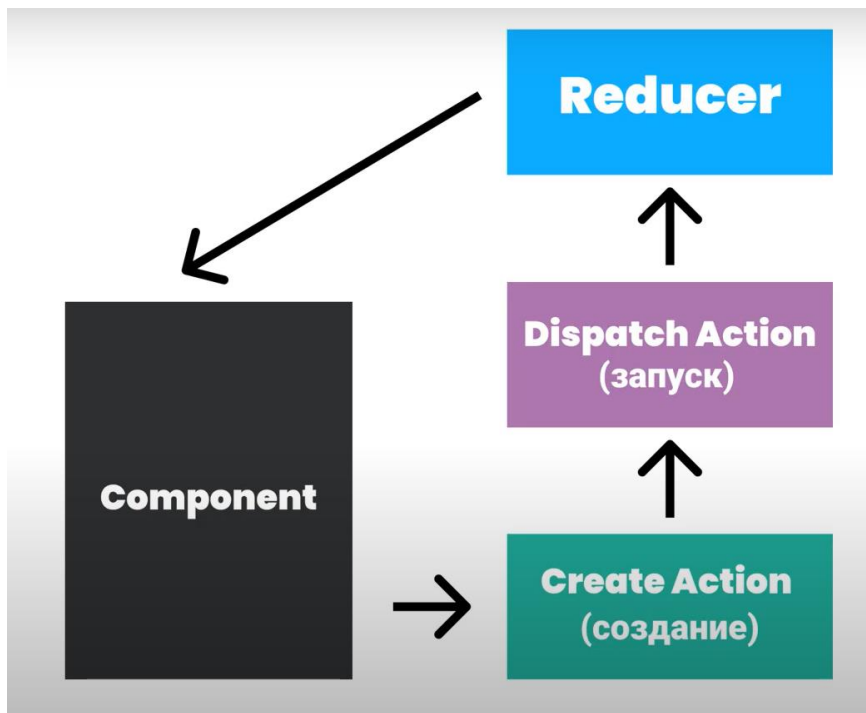 Reducer
Dispatch Action
(запуск)
Component
Create Action
(создание)